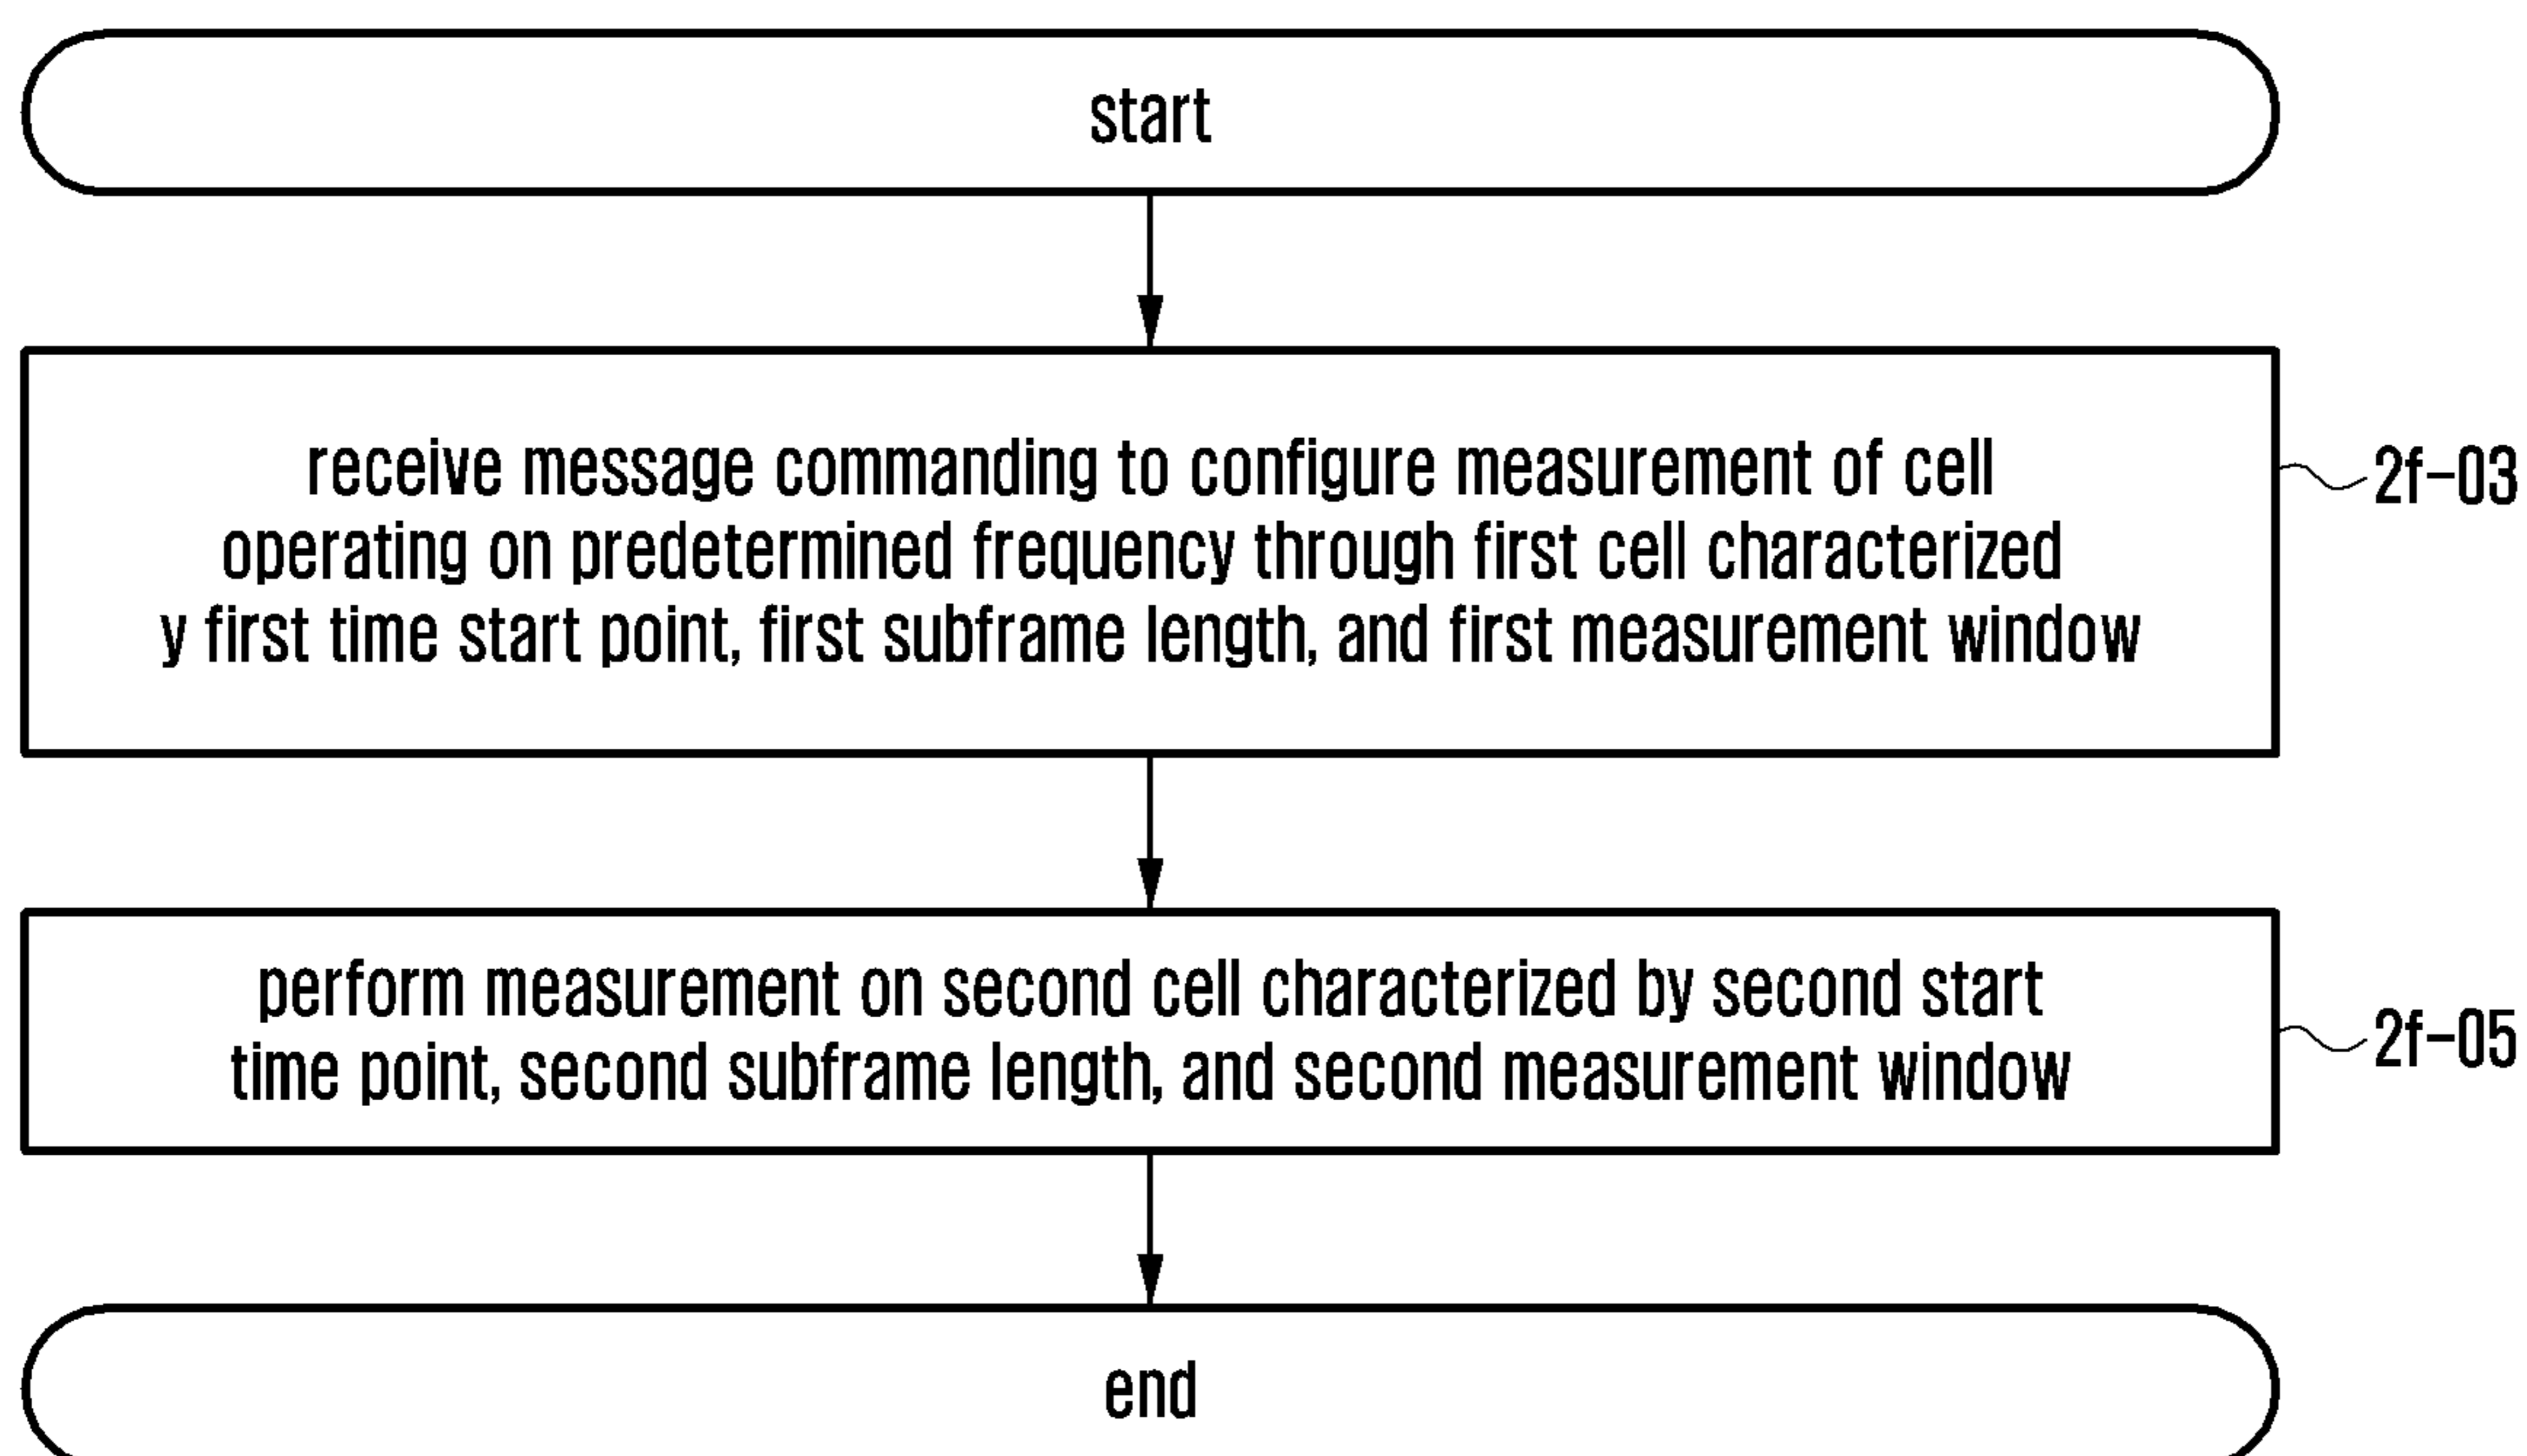 start
receive message commanding to configure measurement of cell
operating on predetermined frequency through first cell characterized
y first time start point, first subframe length, and first measurement window
2f-03
perform measurement on second cell characterized by second start
time point, second subframe length, and second measurement window
2f-05
end